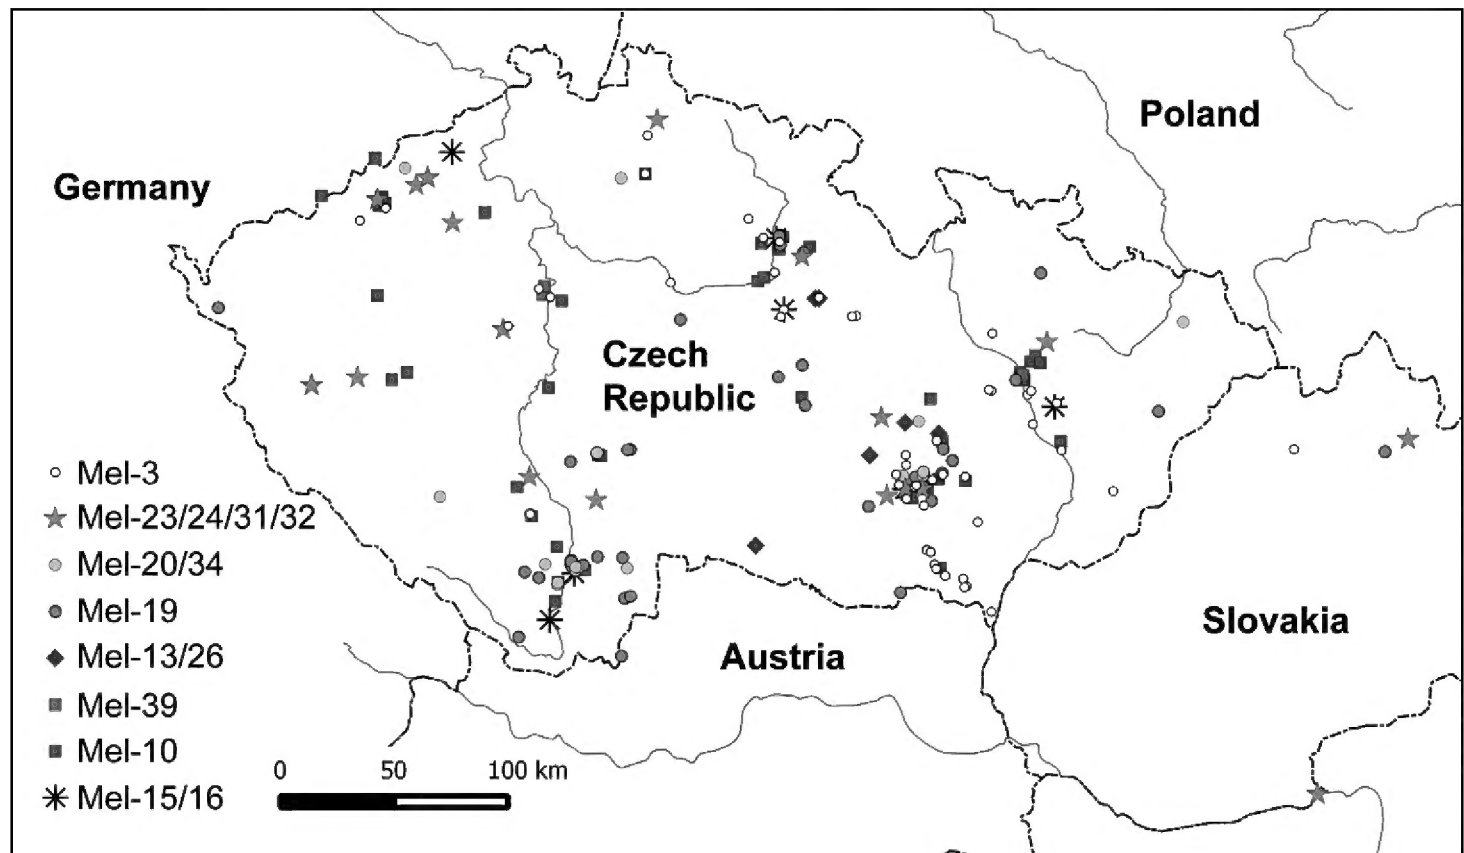 Poland
Germany
Czech
Republic
Mel-3
Mel-23/24/31/32
Mel-20/34
Mel-19
Mel-13/26
Mel-39
Mel-10
Mel-15/16
0 50 100 km
Austria
Slovakia